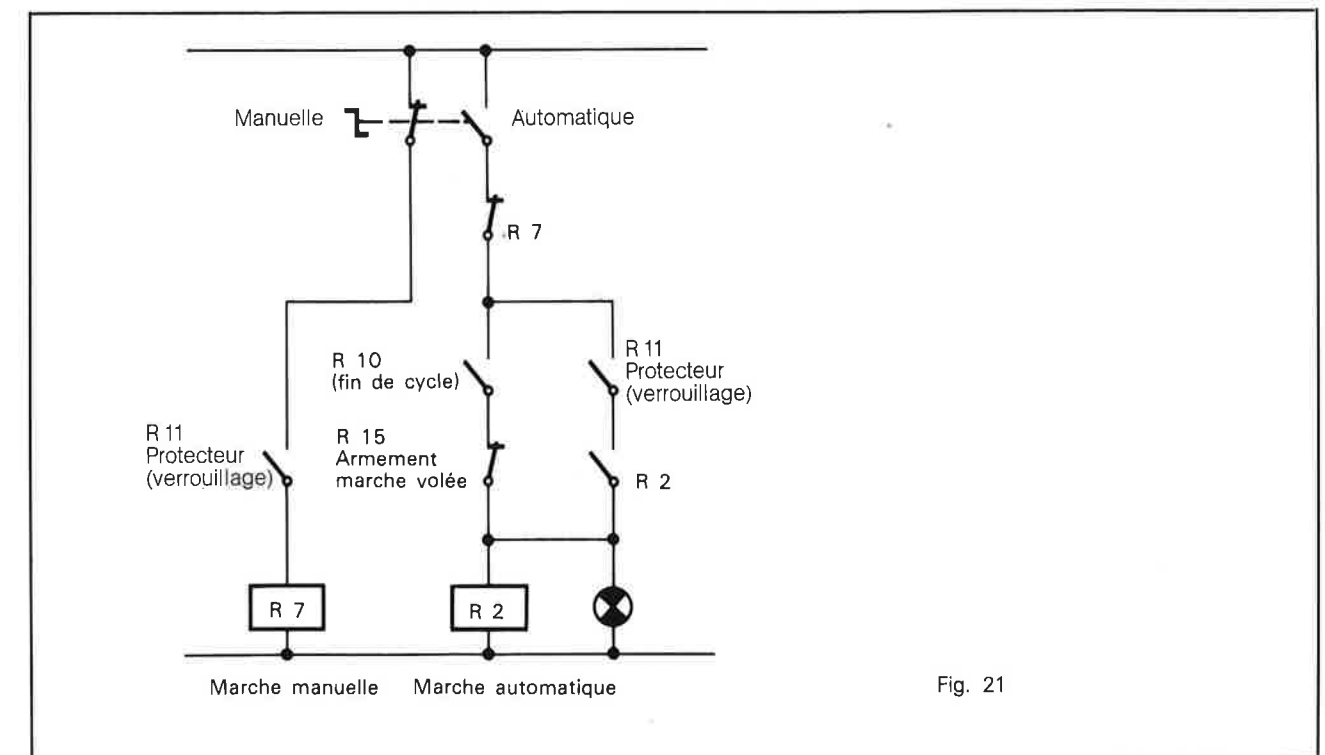 Manuelle
Automatique
R 7
R 10
(fin de cycle)
R 11
Protecteur
(verrouillage)
R 11
Protecteur
(verrouillage)
R 15
Armement
marche volée
R 2
R 7
R 2
Marche manuelle
Marche automatique
Fig. 21